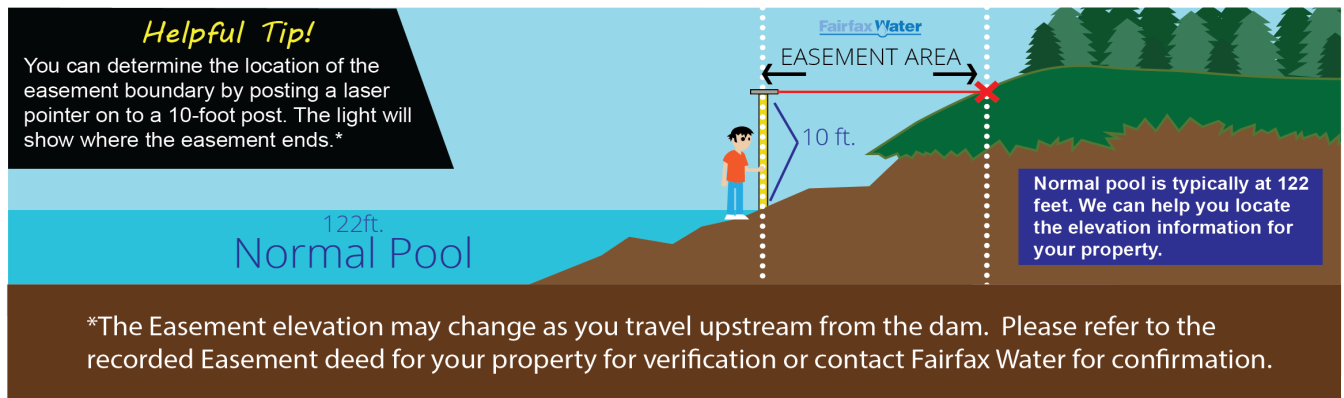 Helpful Tip!
You can determine the location of the
easement boundary by posting a laser
pointer on to a 10-foot post. The light will
show where the easement ends.*
Fairfax Water
EASEMENT AREA
10 ft.
122ft.
Normal Pool
Normal pool is typically at 122
feet. We can help you locate
the elevation information for
your property.
*The Easement elevation may change as you travel upstream from the dam.  Please refer to the
recorded Easement deed for your property for verification or contact Fairfax Water for confirmation.